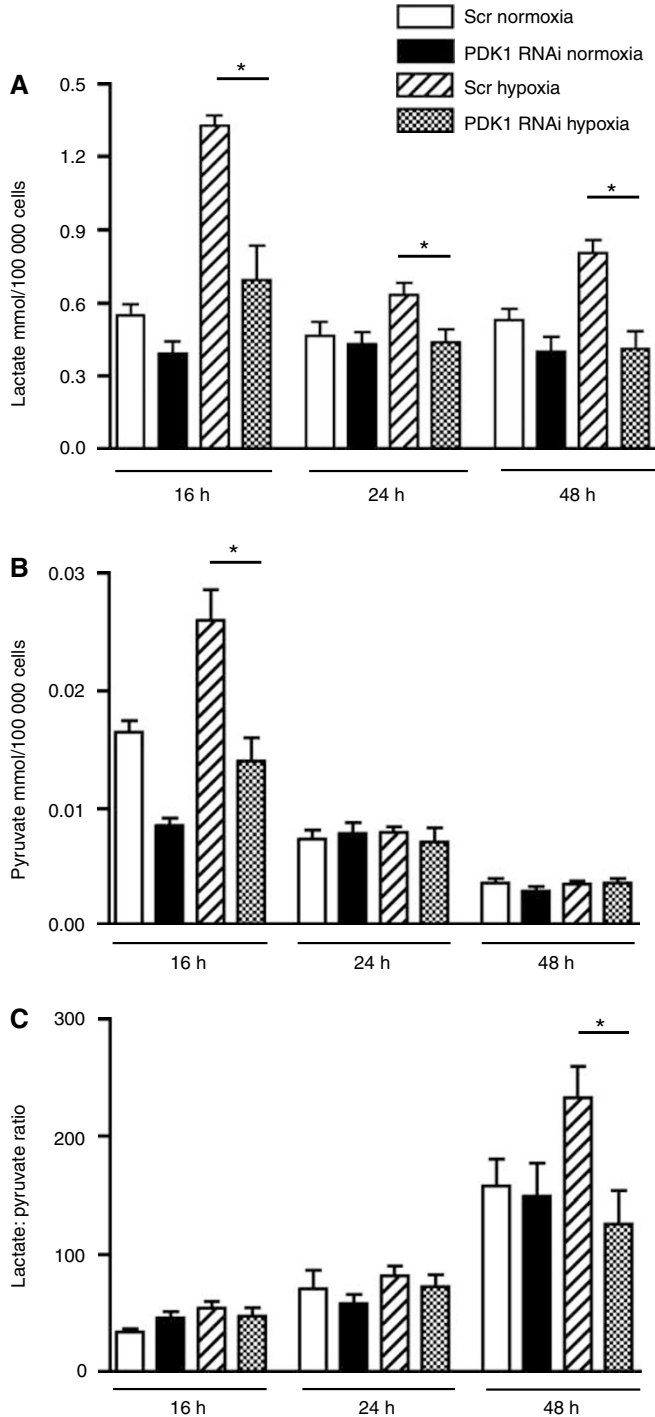 Scr normoxia
PDK1 RNAi normoxia
Scr hypoxia
PDK1 RNAi hypoxia
A
Lactate mmol/100 000 cells
0.5
1.2
0.9
0.6
0.3
0.0
*
*
*
16 h
24 h
48 h
B
Pyruvate mmol/100 000 cells
0.03
0.02
0.01
0.00
*
16 h
24 h
48 h
C
Lactate: pyruvate ratio
300
200
100
0
*
16 h
24 h
48 h